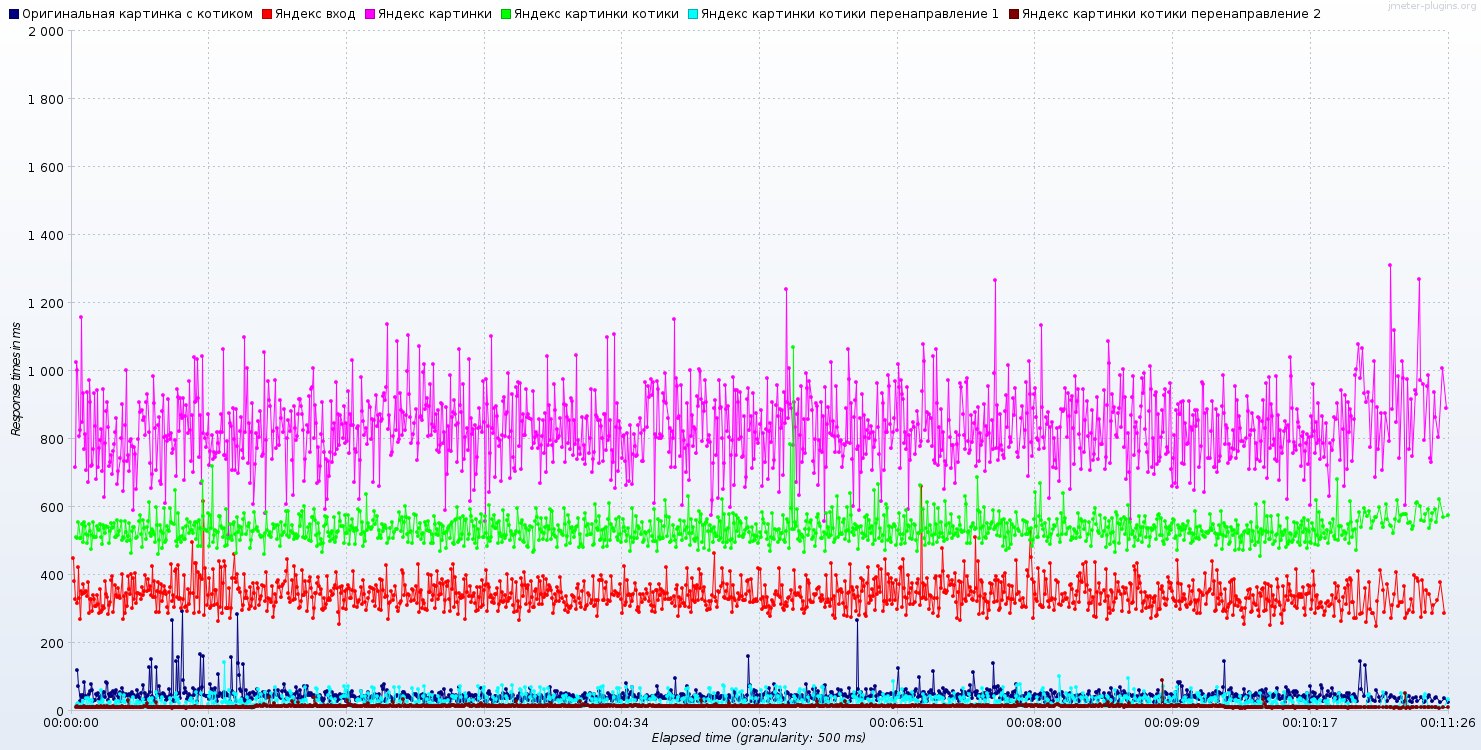 Оригинальная картинка с котиком Яндекс вход Яндекс картинки Яндекс картинки котики Яндекс картинки котики перенаправление 1 Яндекс картинки котики перенаправление 2
jmeter-plugins.org
2 000
1 800
1 600
1 400
1 200
1 000
800
600
400
200
0
Response times in ms
00:00:00 00:01:08 00:02:17 00:03:25 00:04:34 00:05:43 00:06:51 00:08:00 00:09:09 00:10:17 00:11:26
Elapsed time (granularity: 500 ms)